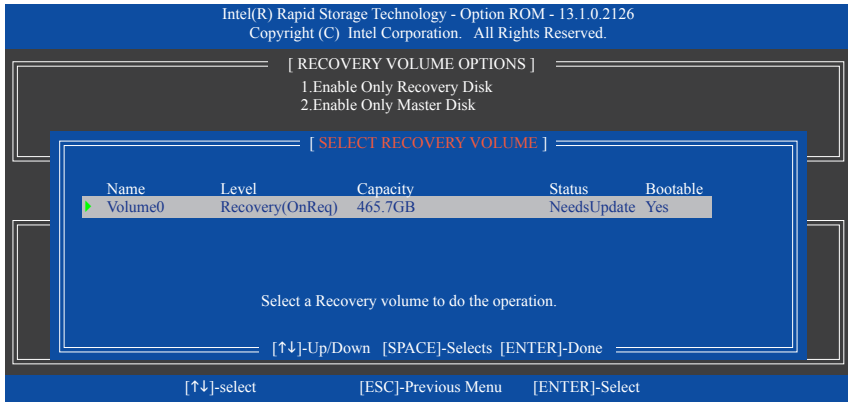 Intel(R) Rapid Storage Technology - Option ROM - 13.1.0.2126
Copyright (C) Intel Corporation. All Rights Reserved.
[ RECOVERY VOLUME OPTIONS ]
1.Enable Only Recovery Disk
2.Enable Only Master Disk
[ SELECT RECOVERY VOLUME ]
Name Level Capacity Status Bootable
Volume0 Recovery(OnReq) 465.7GB NeedsUpdate Yes
Select a Recovery volume to do the operation.
[↑↓]-Up/Down [SPACE]-Selects [ENTER]-Done
[↑↓]-select [ESC]-Previous Menu [ENTER]-Select